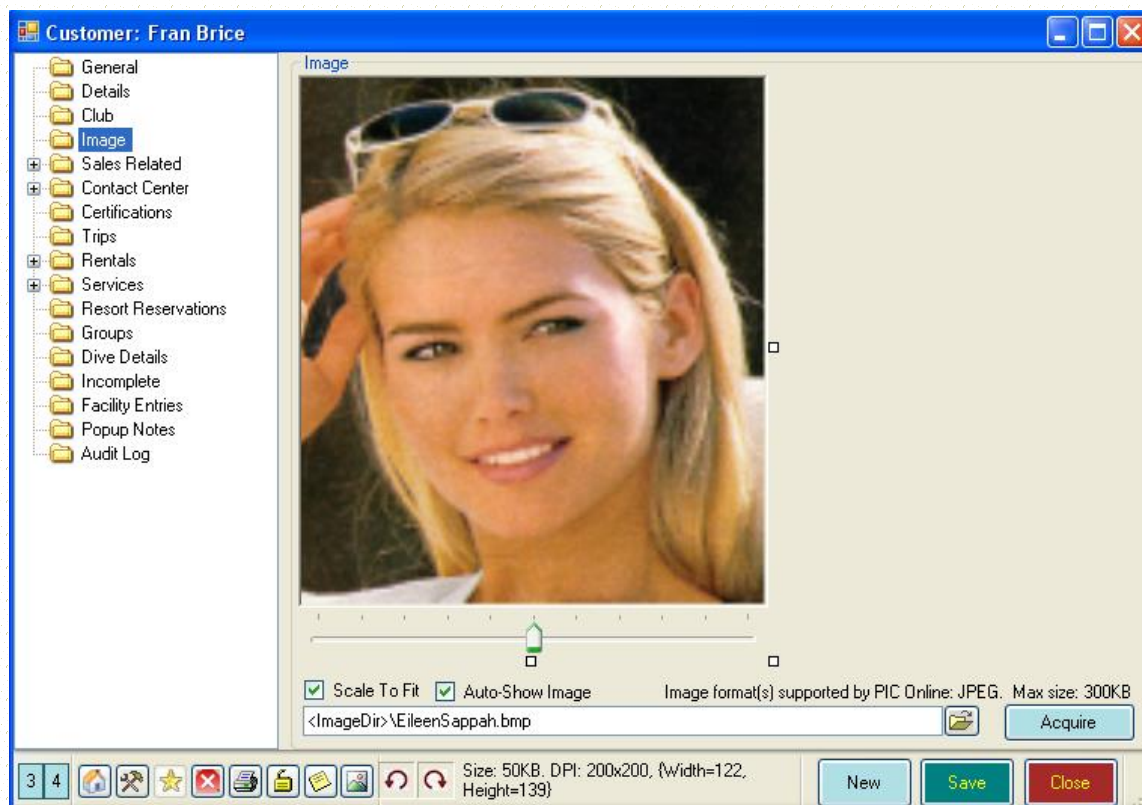 Customer: Fran Brice
General
Details
Club
Image
Sales Related
Contact Center
Certifications
Trips
Rentals
Services
Resort Reservations
Groups
Dive Details
Incomplete
Facility Entries
Popup Notes
Audit Log
Image
Scale To Fit Auto-Show Image Image format(s) supported by PIC Online: JPEG. Max size: 300KB
<ImageDir>\EileenSappah.bmp Acquire
3 4 Size: 50KB. DPI: 200x200, {Width=122,
Height=139} New Save Close